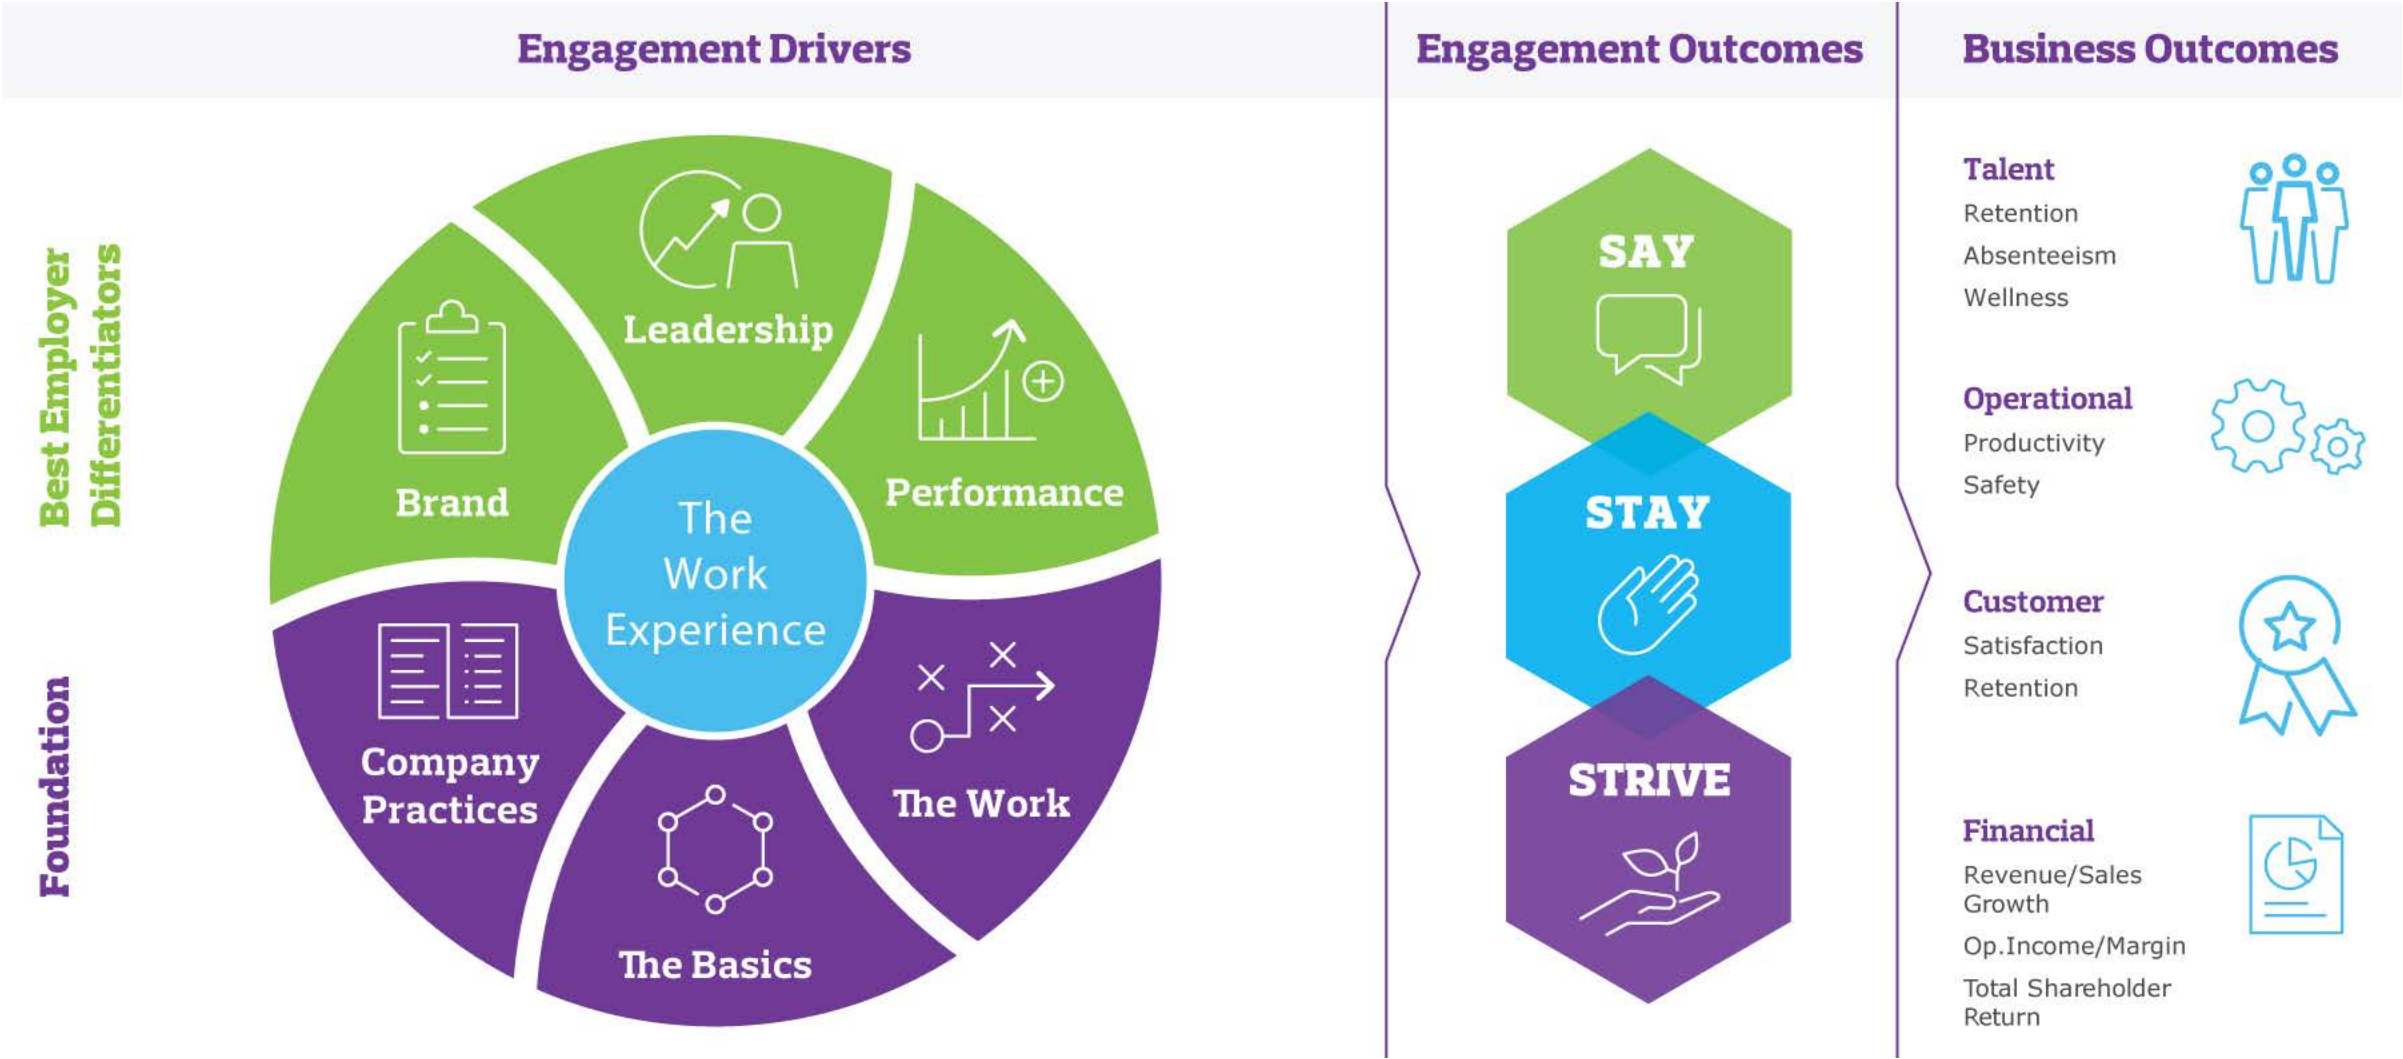 Engagement Drivers
Engagement Outcomes
Business Outcomes
Best Employer
Differentiators
Foundation
Leadership
Performance
Brand
The
Work
Experience
Company
Practices
The Work
The Basics
SAY
STAY
STRIVE
Talent
Retention
Absenteeism
Wellness
Operational
Productivity
Safety
Customer
Satisfaction
Retention
Financial
Revenue/Sales
Growth
Op.Income/Margin
Total Shareholder
Return